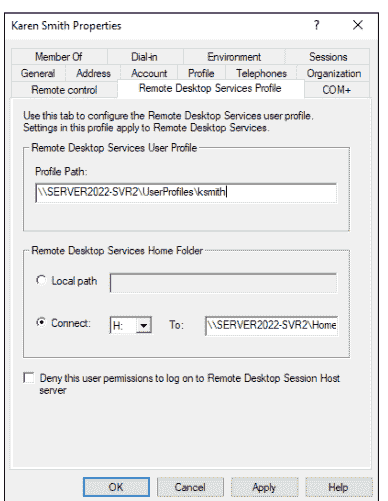 Karen Smith Properties ? ×
Member Of Dial-in Environment Sessions
General Address Account Profile Telephones Organization
Remote control Remote Desktop Services Profile COM+
Use this tab to configure the Remote Desktop Services user profile.
Settings in this profile apply to Remote Desktop Services.
Remote Desktop Services User Profile
Profile Path:
\\SERVER2022-SVR2\UserProfiles\ksmith
Remote Desktop Services Home Folder
Local path
Connect: H: To: \\SERVER2022-SVR2\Home
Deny this user permissions to log on to Remote Desktop Session Host
server
OK Cancel Apply Help